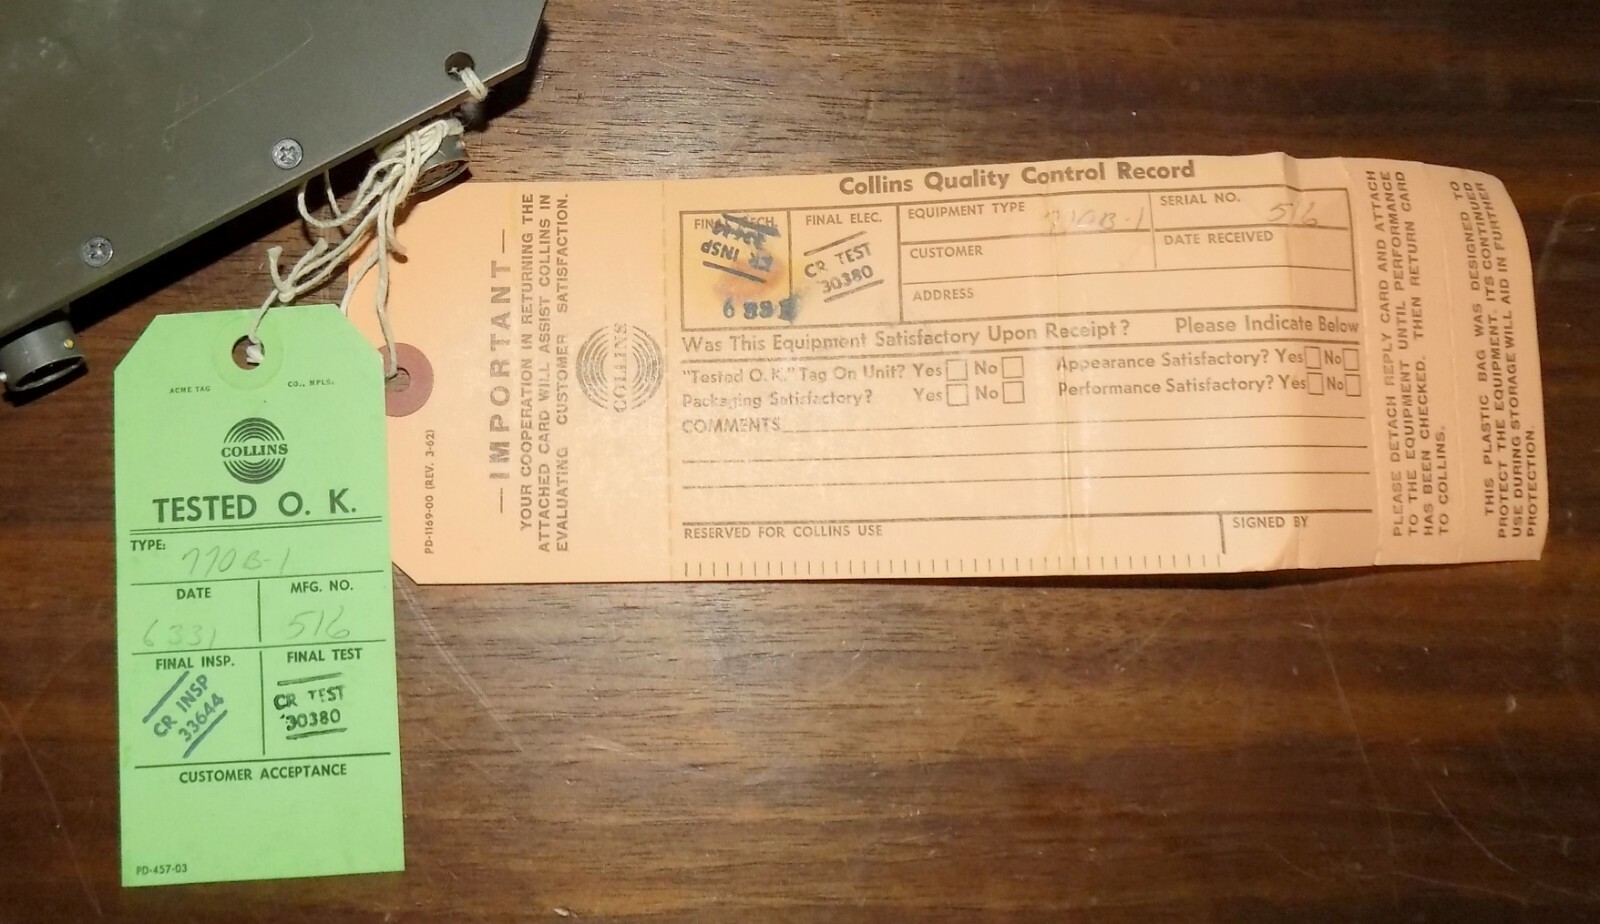 ACME TAG CO., MPLS.
COLLINS
TESTED O. K.
TYPE: 770B-1
DATE MFG. NO.
6331 516
FINAL INSP. FINAL TEST
CR INSP
33644
CR TEST
30380
CUSTOMER ACCEPTANCE
PD-457-03
PD-1169-00 (REV. 3-62)
— IMPORTANT —
YOUR COOPERATION IN RETURNING THE
ATTACHED CARD WILL ASSIST COLLINS IN
EVALUATING CUSTOMER SATISFACTION.
COLLINS
Collins Quality Control Record
FINAL MECH
CR INSP
FINAL ELEC.
CR TEST
30380
EQUIPMENT TYPE 770B-1
SERIAL NO. 516
CUSTOMER
DATE RECEIVED
ADDRESS
Was This Equipment Satisfactory Upon Receipt? Please Indicate Below
"Tested O. K." Tag On Unit? Yes No Appearance Satisfactory? Yes No
Packaging Satisfactory? Yes No Performance Satisfactory? Yes No
COMMENTS
RESERVED FOR COLLINS USE
SIGNED BY
PLEASE DETACH REPLY CARD AND ATTACH
TO THE EQUIPMENT UNTIL PERFORMANCE
HAS BEEN CHECKED. THEN RETURN CARD
TO COLLINS.
THIS PLASTIC BAG WAS DESIGNED TO
PROTECT THE EQUIPMENT. ITS CONTINUED
USE DURING STORAGE WILL AID IN FURTHER
PROTECTION.